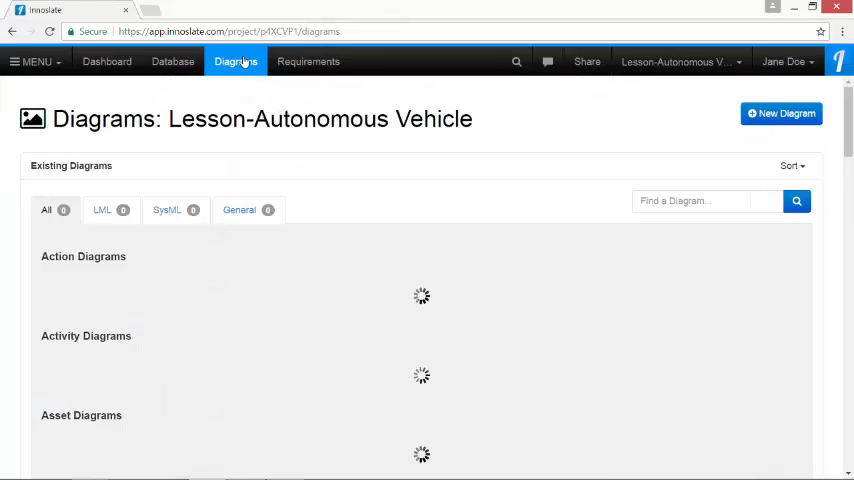 Innoslate
Secure https://app.innoslate.com/project/p4XCVP1/diagrams
MENU Dashboard Database Diagrams Requirements Share Lesson-Autonomous V... Jane Doe
Diagrams: Lesson-Autonomous Vehicle
New Diagram
Existing Diagrams
Sort
All 0 LML 0 SysML 0 General 0
Find a Diagram...
Action Diagrams
Activity Diagrams
Asset Diagrams